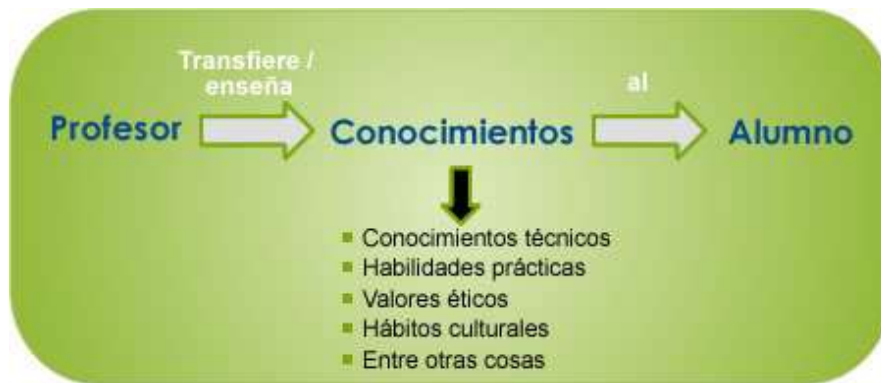 Transfiere /
enseña
al
Profesor
Conocimientos
Alumno
Conocimientos técnicos
Habilidades prácticas
Valores éticos
Hábitos culturales
Entre otras cosas